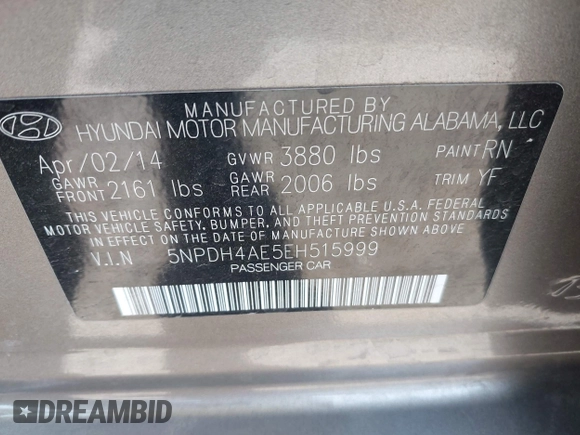 MANUFACTURED BY
HYUNDAI MOTOR MANUFACTURING ALABAMA, LLC
Apr/02/14 GVWR 3880 lbs PAINT RN
GAWR FRONT 2161 lbs GAWR REAR 2006 lbs TRIM YF
THIS VEHICLE CONFORMS TO ALL APPLICABLE U.S.A. FEDERAL
MOTOR VEHICLE SAFETY, BUMPER, AND THEFT PREVENTION
STANDARDS IN EFFECT ON THE DATE OF MANUFACTURE SHOWN ABOVE
V.I.N 5NPDH4AE5EH515999
PASSENGER CAR
DREAMBID